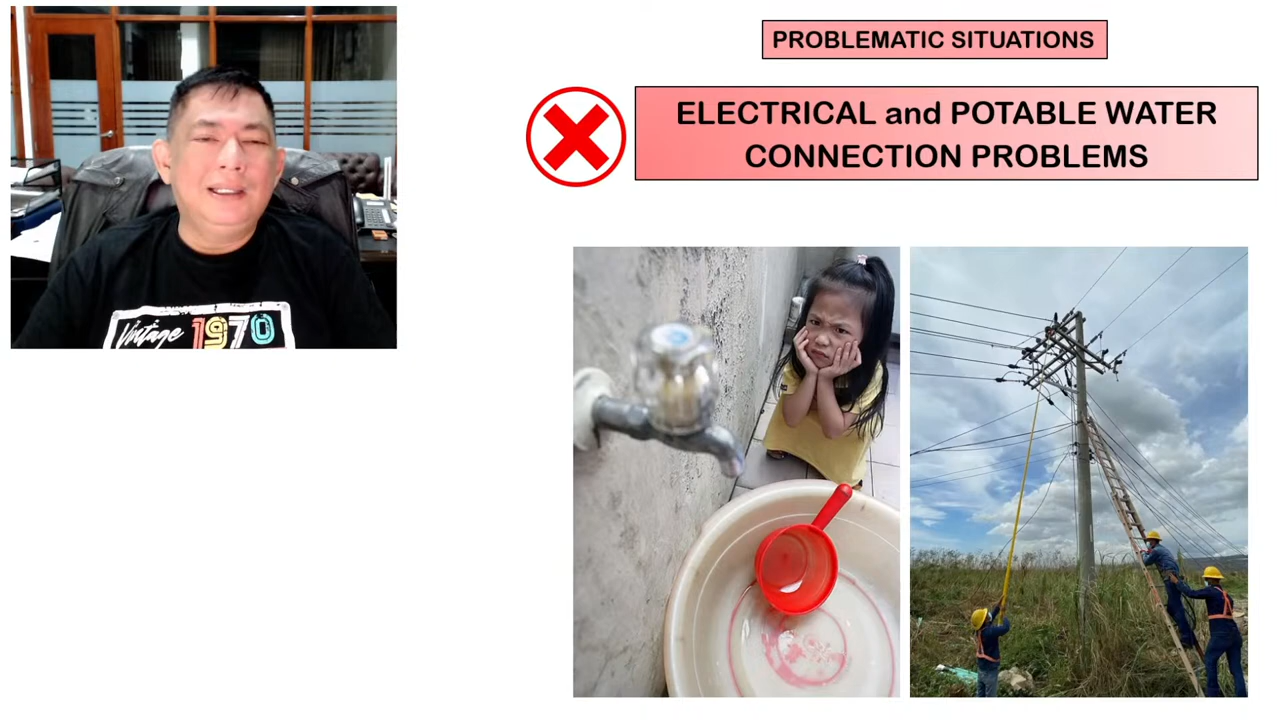 PROBLEMATIC SITUATIONS
ELECTRICAL and POTABLE WATER
CONNECTION PROBLEMS
Vintage 1970